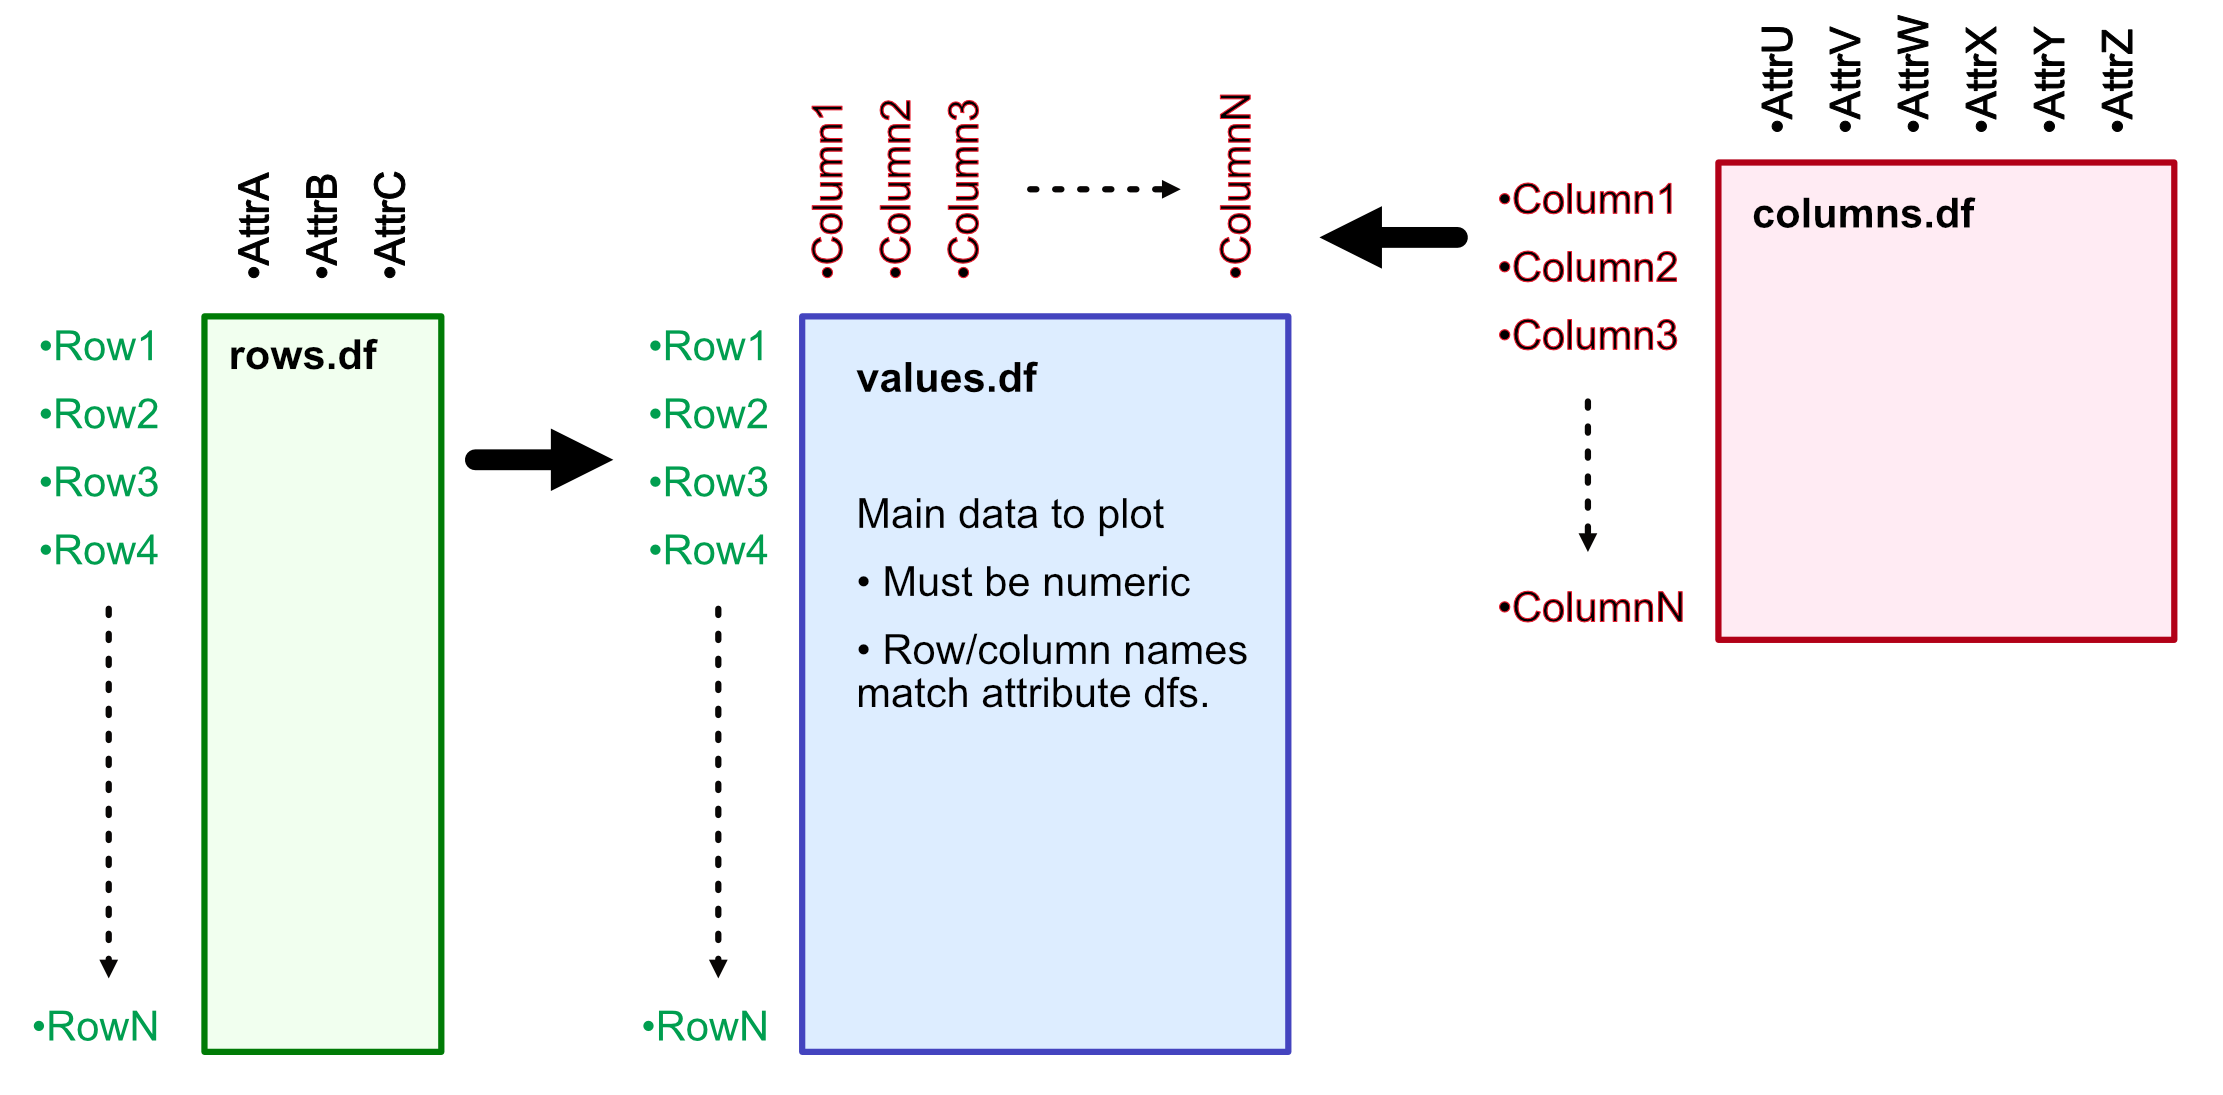 •AttrA
•AttrB
•AttrC
•Row1
•Row2
•Row3
•Row4
•RowN
rows.df
•Column1
•Column2
•Column3
•ColumnN
•Row1
•Row2
•Row3
•Row4
•RowN
values.df
Main data to plot
• Must be numeric
• Row/column names
match attribute dfs.
•AttrU
•AttrV
•AttrW
•AttrX
•AttrY
•AttrZ
•Column1
•Column2
•Column3
•ColumnN
columns.df